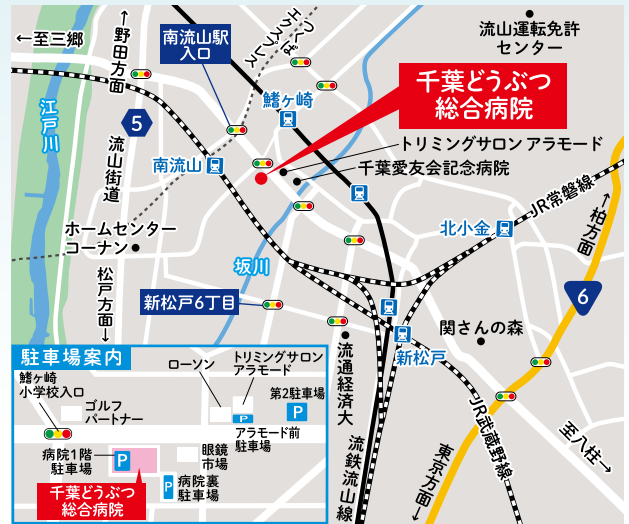 ←至三郷
←野田方面
南流山駅
入口
つくば
エクスプレス
流山運転免許
センター
千葉どうぶつ
総合病院
江戸川
5
流山街道
鰭ヶ崎
南流山
トリミングサロン アラモード
千葉愛友会記念病院
JR常磐線
←柏方面
北小金
ホームセンター
コーナン
坂川
松戸方面→
新松戸6丁目
6
関さんの森
新松戸
流通経済大
流鉄流山線
JR武蔵野線
至八柱→
東京方面→
駐車場案内
鰭ヶ崎
小学校入口
ゴルフ
パートナー
ローソン
トリミングサロン
アラモード
第2駐車場
P
P
アラモード前
駐車場
病院1階
駐車場
P
眼鏡
市場
P
病院裏
駐車場
千葉どうぶつ
総合病院